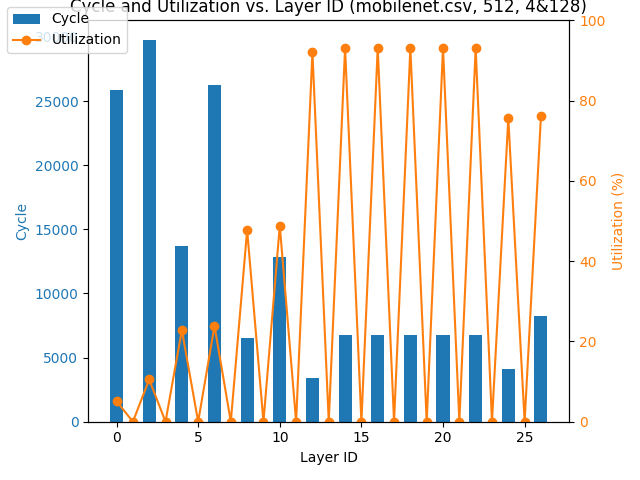 Cycle and Utilization vs. Layer ID (mobilenet.csv, 512, 4&128)
Cycle
Utilization
30000
25000
20000
15000
10000
5000
0
Cycle
100
80
60
40
20
0
Utilization (%)
0 5 10 15 20 25
Layer ID